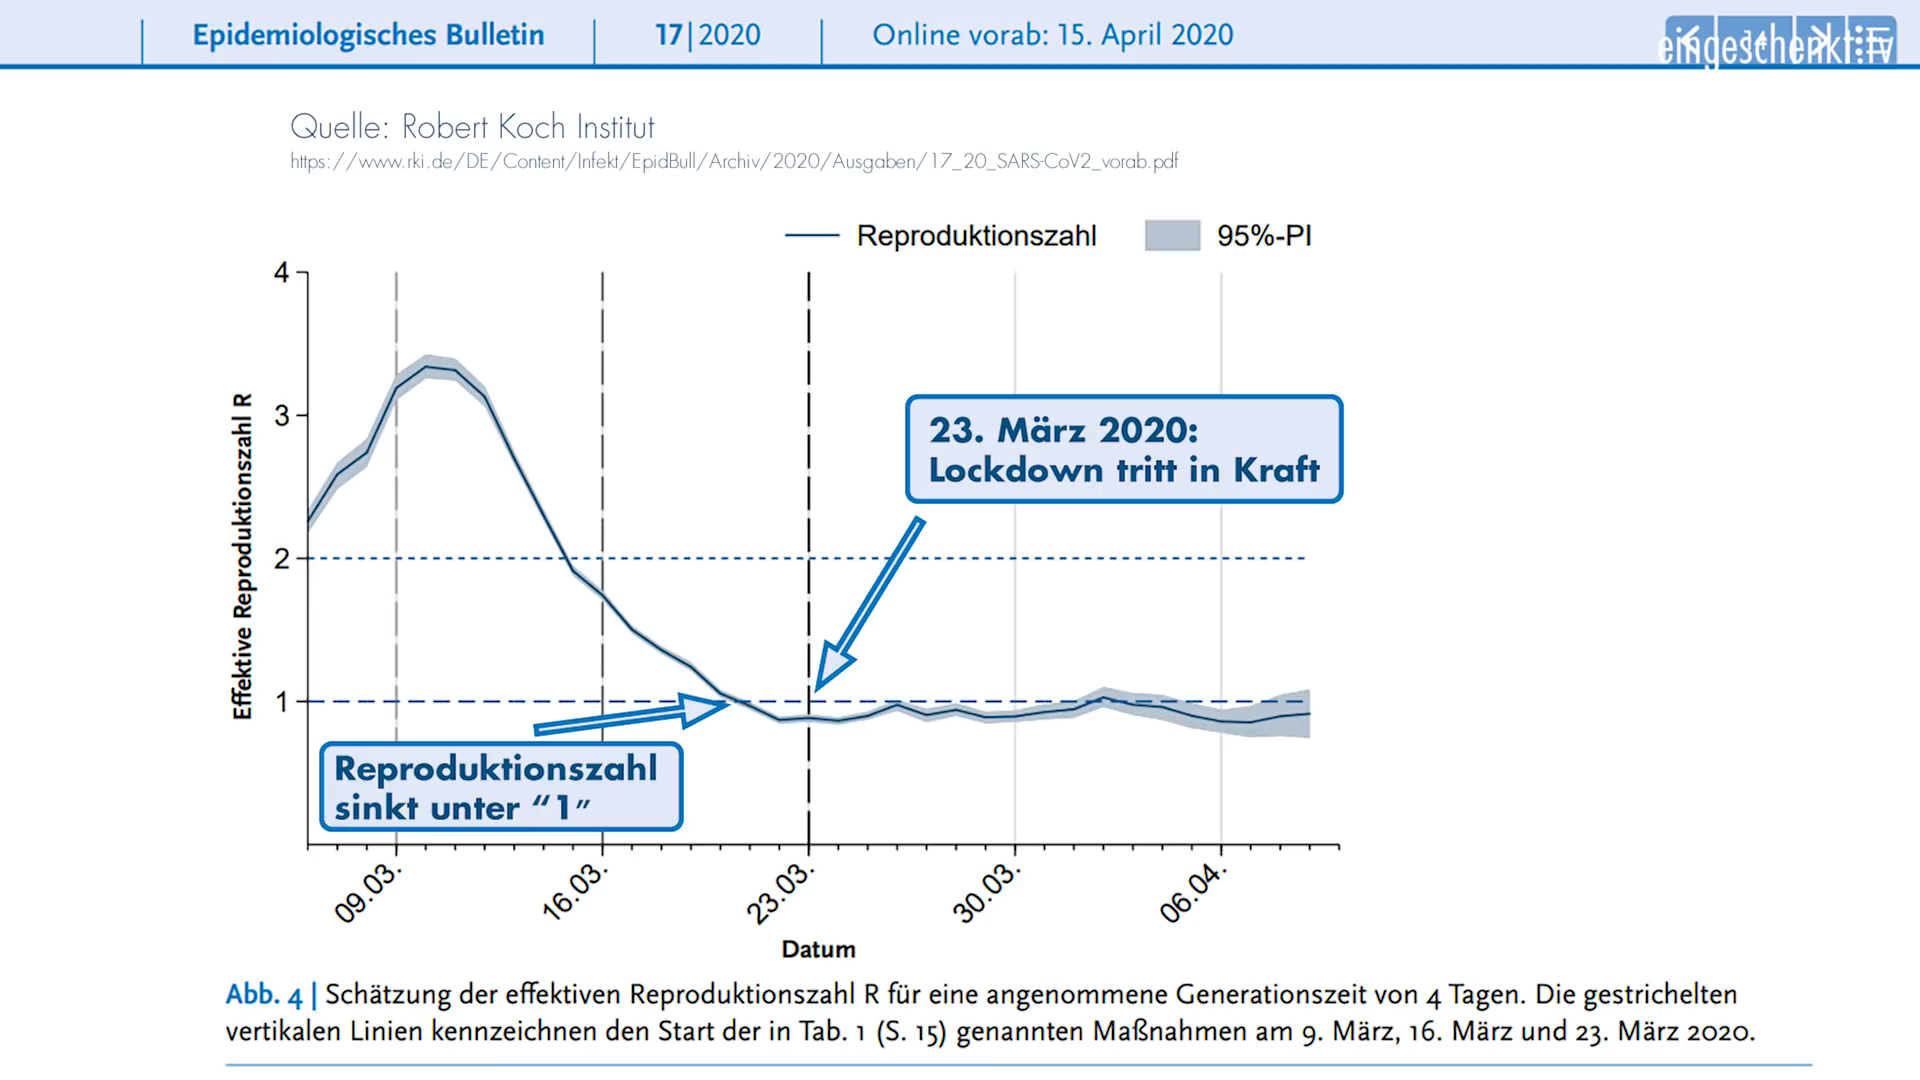 Epidemiologisches Bulletin
17|2020
Online vorab: 15. April 2020
eingeschenkt.tv
14
Quelle: Robert Koch Institut
https://www.rki.de/DE/Content/Infekt/EpidBull/Archiv/2020/Ausgaben/17_20_SARS-CoV2_vorab.pdf
Reproduktionszahl
95%-PI
4
3
2
1
Effektive Reproduktionszahl R
23. März 2020:
Lockdown tritt in Kraft
Reproduktionszahl
sinkt unter “1”
09.03.
16.03.
23.03.
30.03.
06.04.
Datum
Abb. 4 | Schätzung der effektiven Reproduktionszahl R für eine angenommene Generationszeit von 4 Tagen. Die gestrichelten
vertikalen Linien kennzeichnen den Start der in Tab. 1 (S. 15) genannten Maßnahmen am 9. März, 16. März und 23. März 2020.